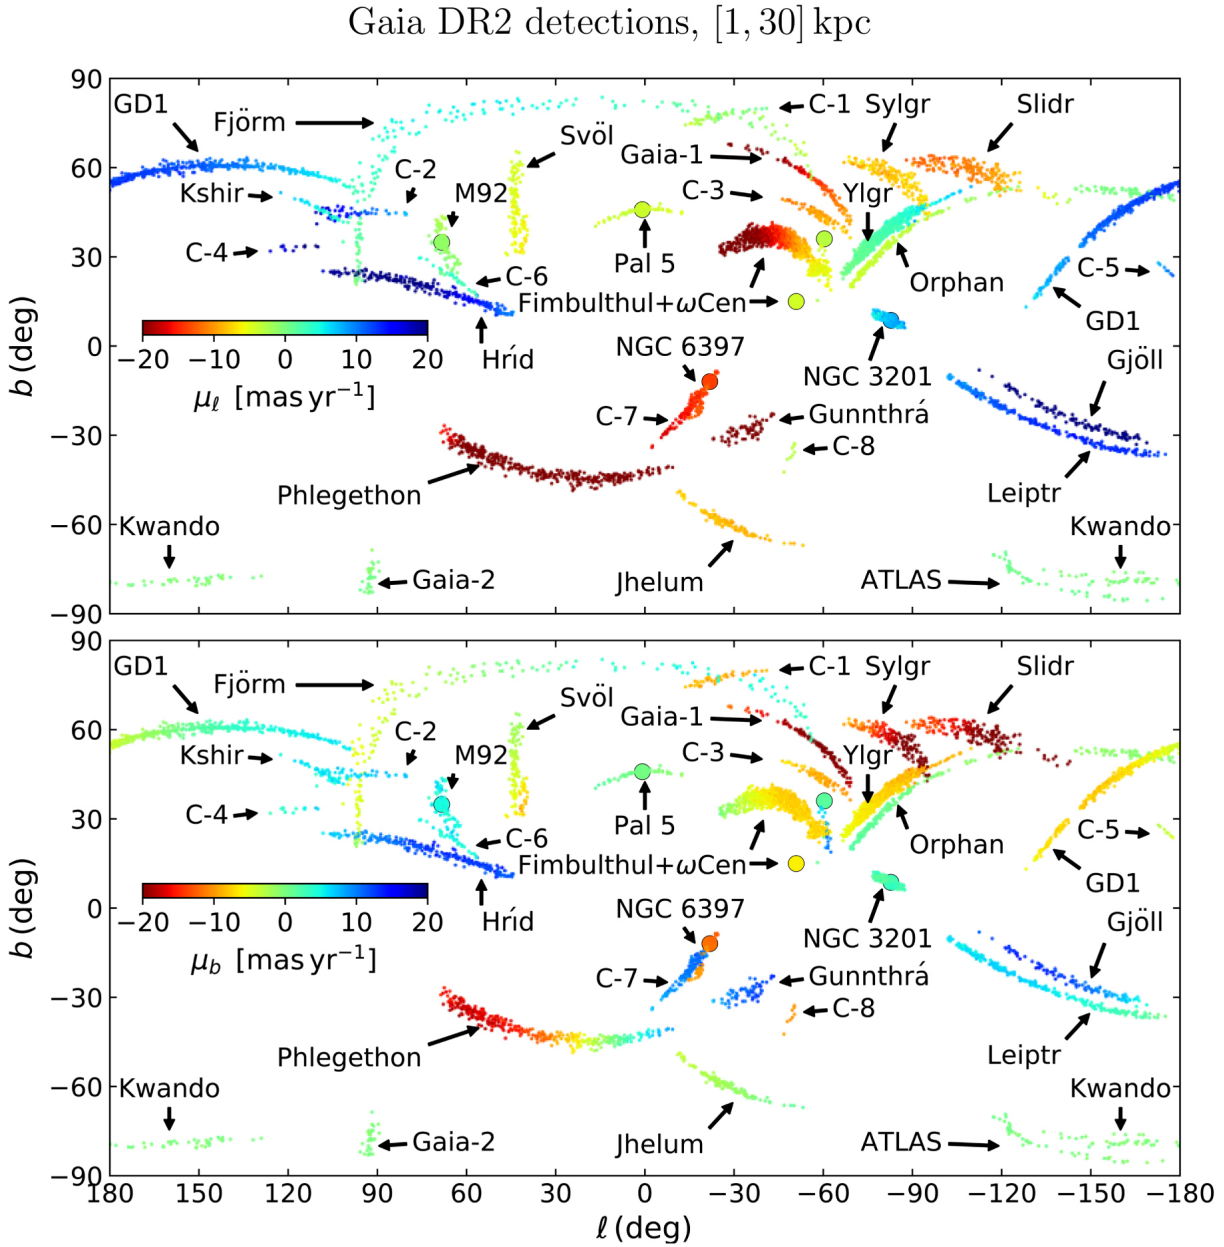 Gaia DR2 detections, [1, 30] kpc
90
GD1
Fjörm
C-1
Sylgr
Slidr
Svöl
Gaia-1
60
Kshir
C-2
M92
C-3
Ylgr
30
C-4
C-6
Pal 5
Orphan
C-5
Fimbulthul+ωCen
GD1
−20 −10 0 10 20
μℓ [mas yr−1]
Hríd
0
NGC 6397
NGC 3201
Gjöll
C-7
Gunnthrá
−30
C-8
Phlegethon
Leiptr
−60
Kwando
Gaia-2
Jhelum
ATLAS
Kwando
−90
b (deg)
90
GD1
Fjörm
C-1
Sylgr
Slidr
Svöl
Gaia-1
60
Kshir
C-2
M92
C-3
Ylgr
30
C-4
C-6
Pal 5
Orphan
C-5
Fimbulthul+ωCen
GD1
−20 −10 0 10 20
μb [mas yr−1]
Hríd
0
NGC 6397
NGC 3201
Gjöll
C-7
Gunnthrá
−30
C-8
Phlegethon
Leiptr
−60
Kwando
Gaia-2
Jhelum
ATLAS
Kwando
−90
b (deg)
180 150 120 90 60 30 0 −30 −60 −90 −120 −150 −180
ℓ (deg)